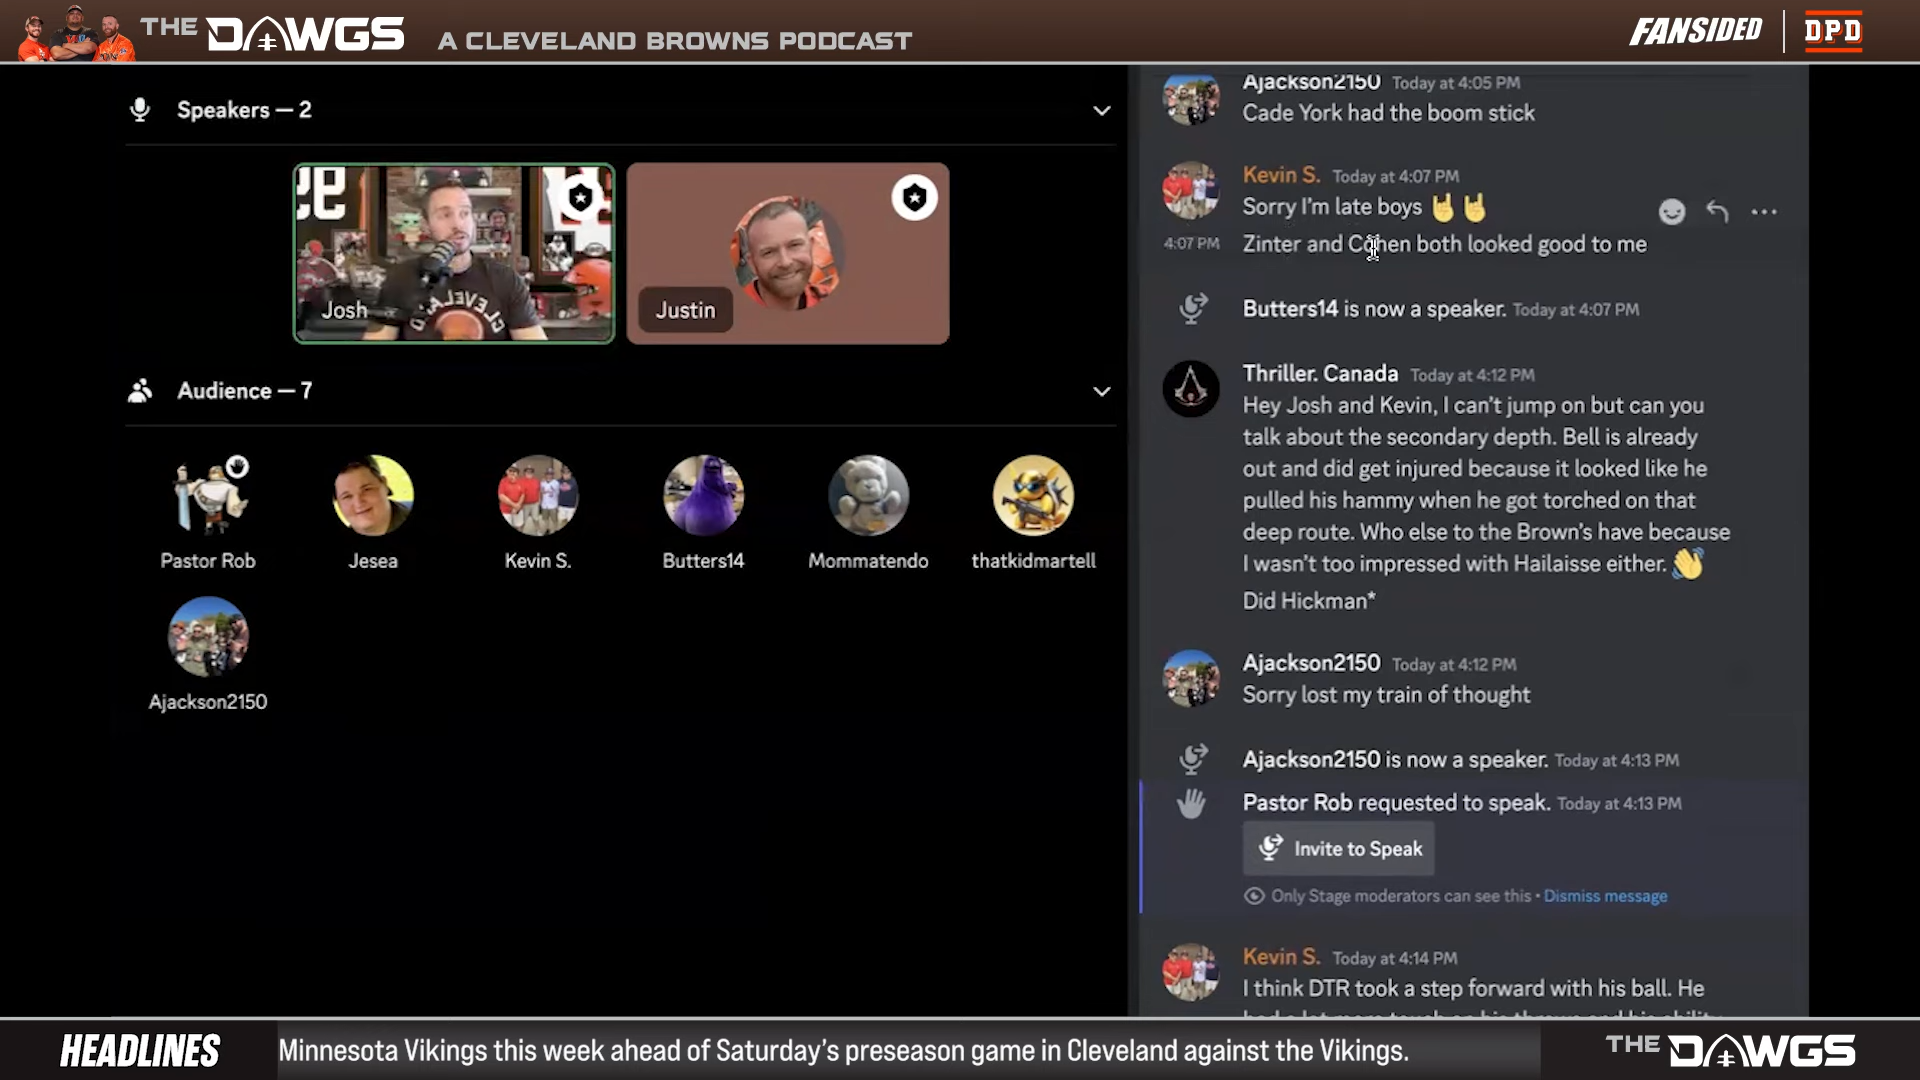 THE DAWGS A CLEVELAND BROWNS PODCAST
FANSIDED DPD
Speakers — 2
Josh
Justin
Audience — 7
Pastor Rob
Jesea
Kevin S.
Butters14
Mommatendo
thatkidmartell
Ajackson2150
Ajackson2150 Today at 4:05 PM
Cade York had the boom stick
Kevin S. Today at 4:07 PM
Sorry I'm late boys 🤘 🤘
4:07 PM Zinter and Cohen both looked good to me
Butters14 is now a speaker. Today at 4:07 PM
Thriller. Canada Today at 4:12 PM
Hey Josh and Kevin, I can't jump on but can you
talk about the secondary depth. Bell is already
out and did get injured because it looked like he
pulled his hammy when he got torched on that
deep route. Who else to the Brown's have because
I wasn't too impressed with Hailaisse either. 👋
Did Hickman*
Ajackson2150 Today at 4:12 PM
Sorry lost my train of thought
Ajackson2150 is now a speaker. Today at 4:13 PM
Pastor Rob requested to speak. Today at 4:13 PM
Invite to Speak
Only Stage moderators can see this • Dismiss message
Kevin S. Today at 4:14 PM
I think DTR took a step forward with his ball. He
HEADLINES Minnesota Vikings this week ahead of Saturday's preseason game in Cleveland against the Vikings.
THE DAWGS